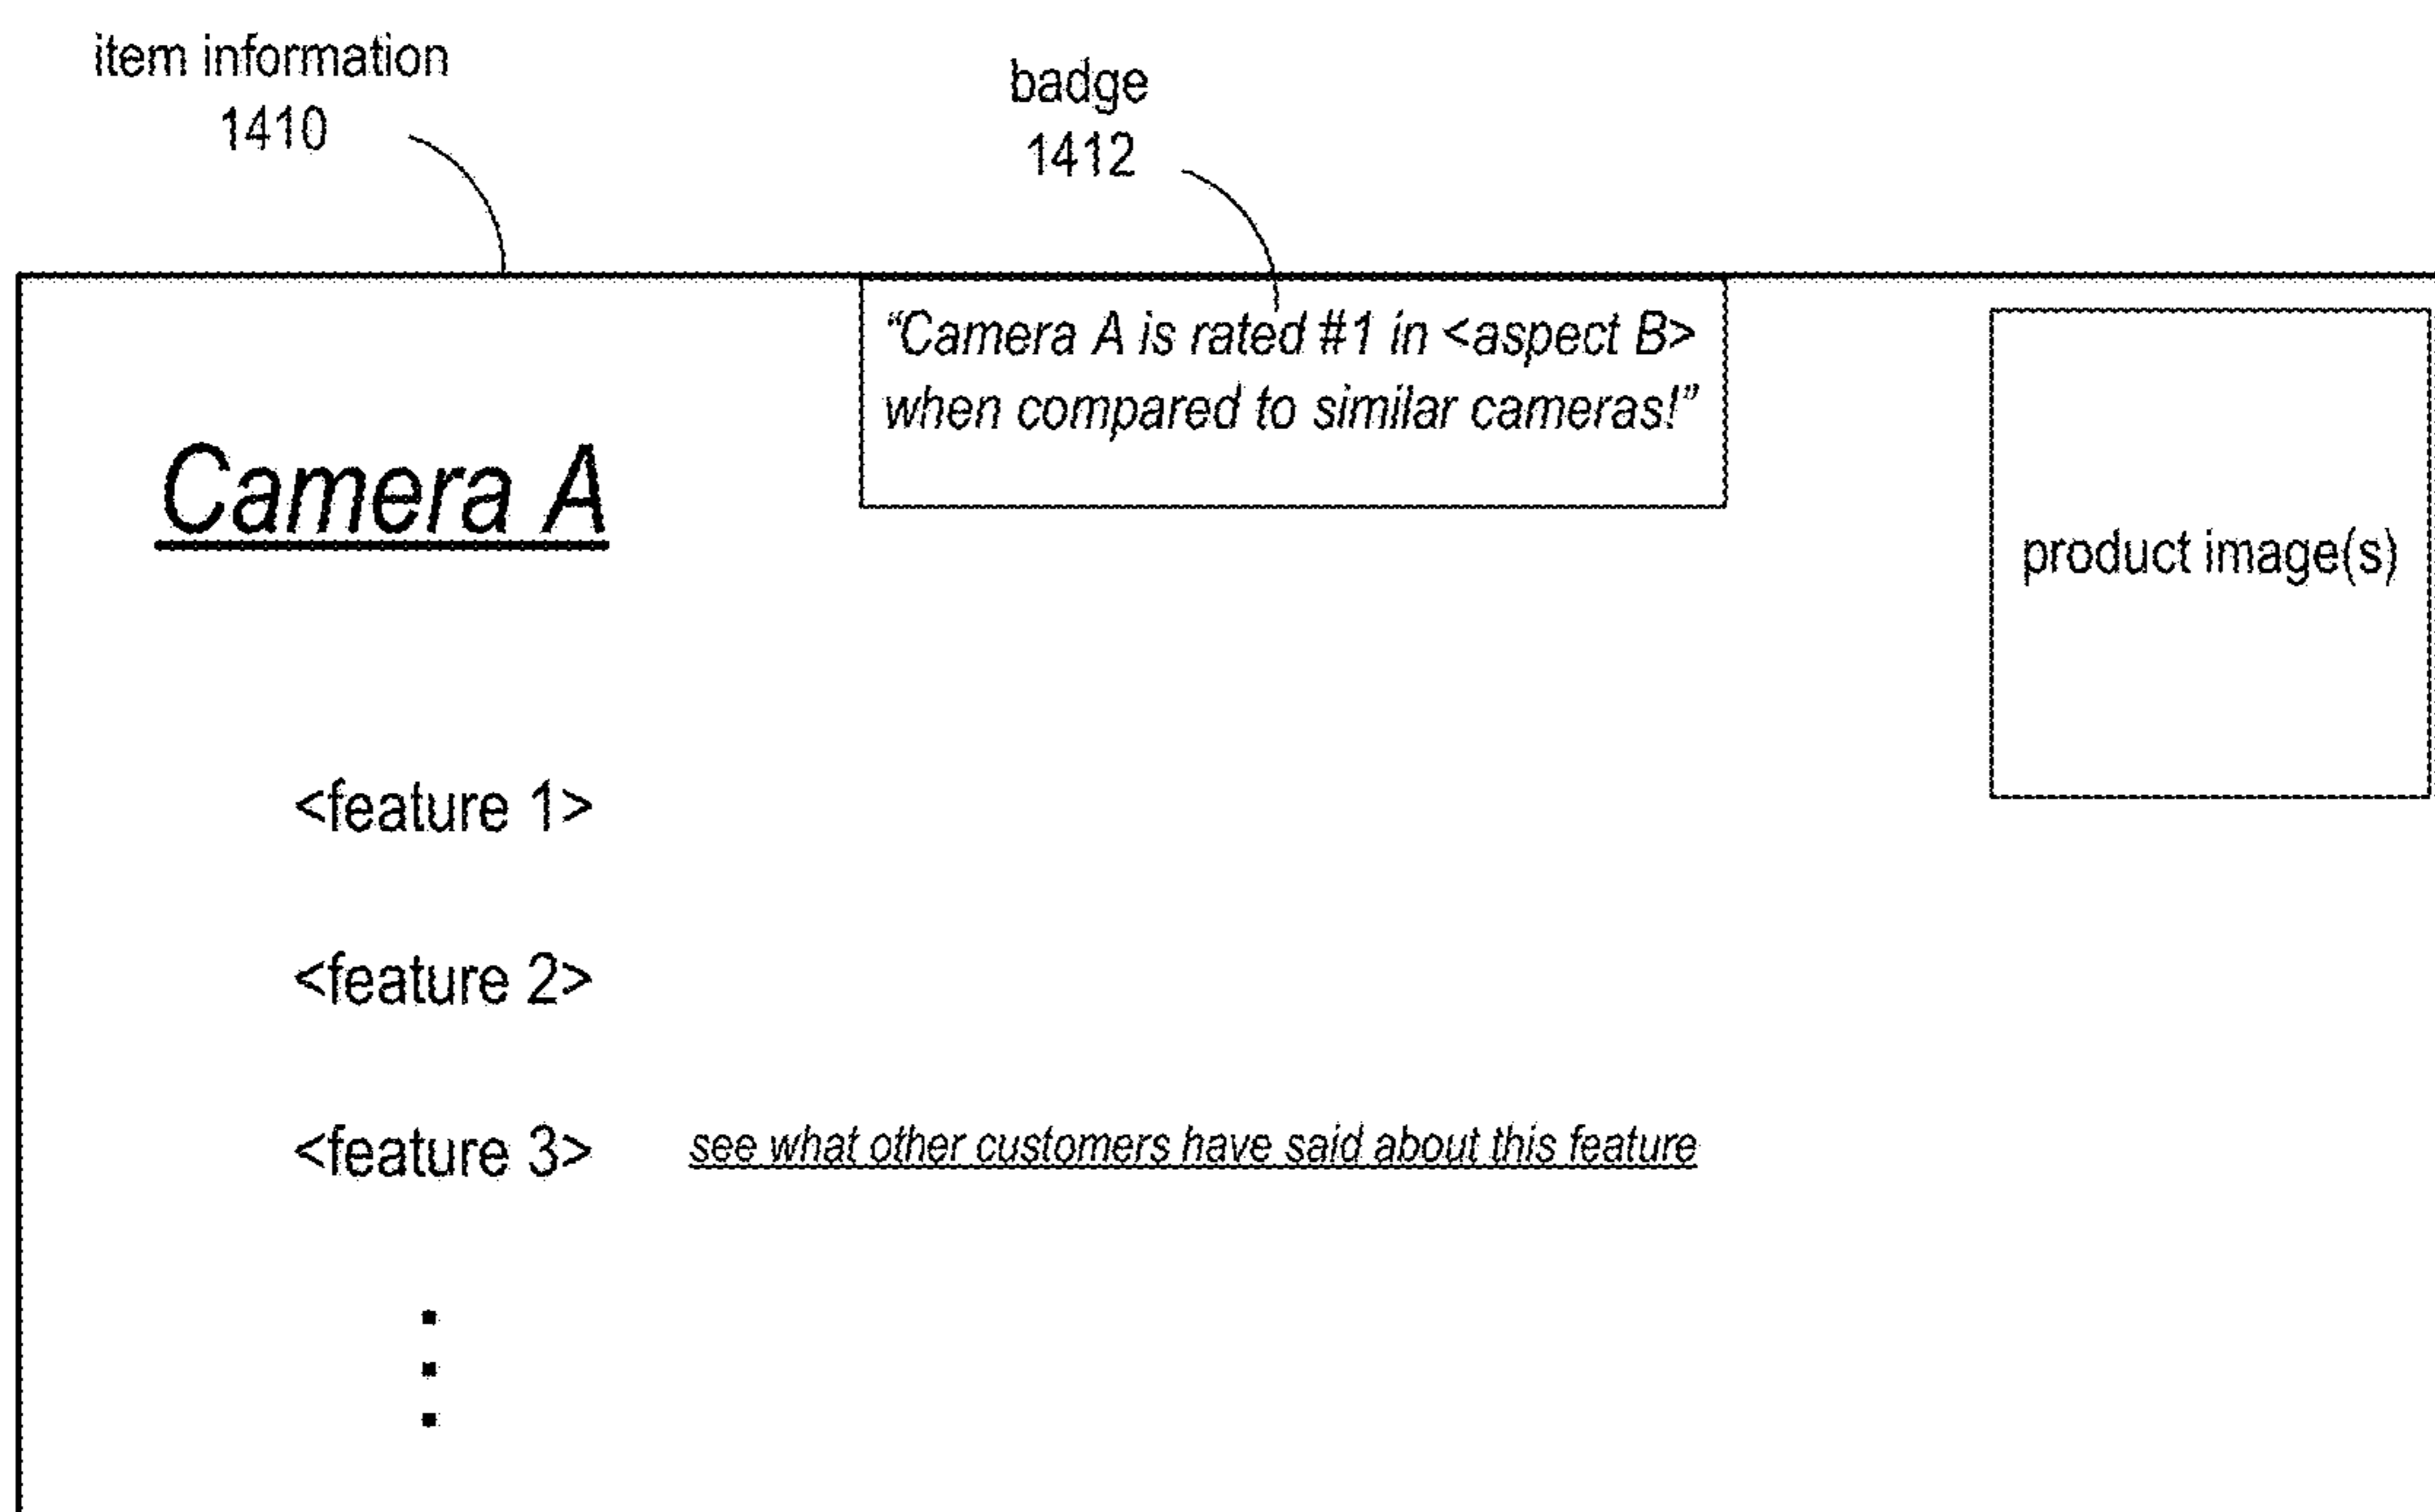 item information
1410
badge
1412
“Camera A is rated #1 in <aspect B>
when compared to similar cameras!”
Camera A
product image(s)
<feature 1>
<feature 2>
<feature 3> see what other customers have said about this feature